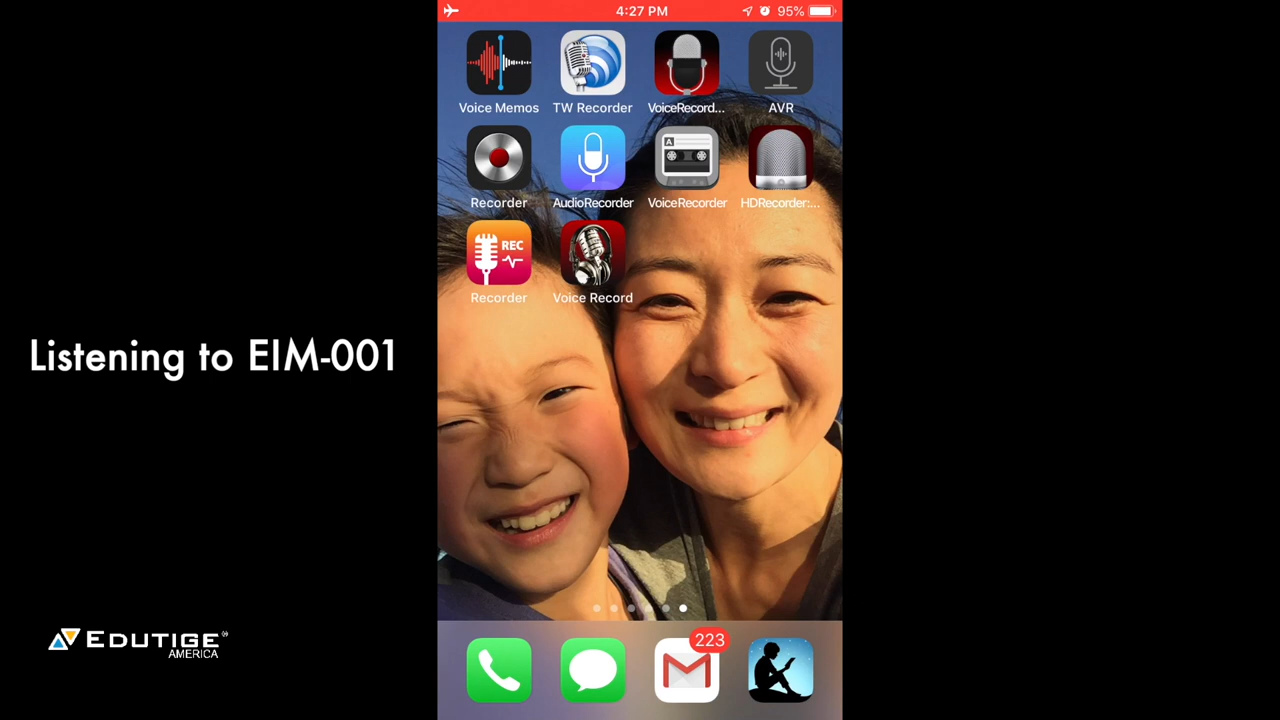 4:27 PM
95%
Voice Memos
TW Recorder
VoiceRecord...
AVR
A
Recorder
AudioRecorder
VoiceRecorder
HDRecorder:...
REC
Recorder
Voice Record
Listening to EIM-001
223
EDUTIGE
AMERICA